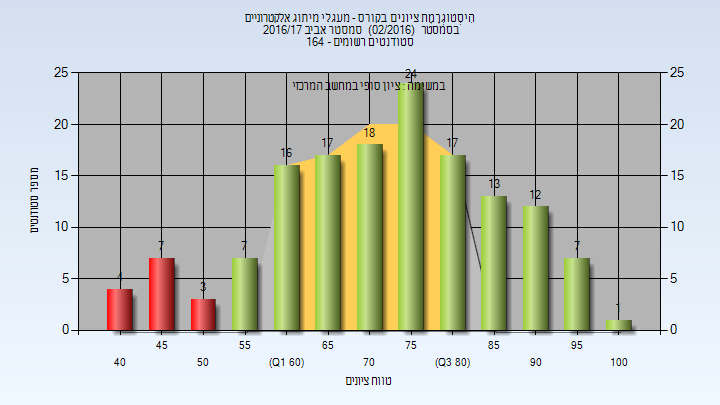 היסטוגרמת ציונים בקורס - מעגלי מיתוג אלקטרוניים
בסמסטר (02/2016) סמסטר אביב 2016/17
סטודנטים רשומים - 164
במשימה : ציון סופי במחשב המרכזי
25 25
20 20
15 15
10 10
5 5
0 0
מספר סטודנטים
4 7 3 7 16 17 18 24 17 13 12 7 1
45 55 65 75 85 95
40 50 (Q1 60) 70 (Q3 80) 90 100
טווח ציונים